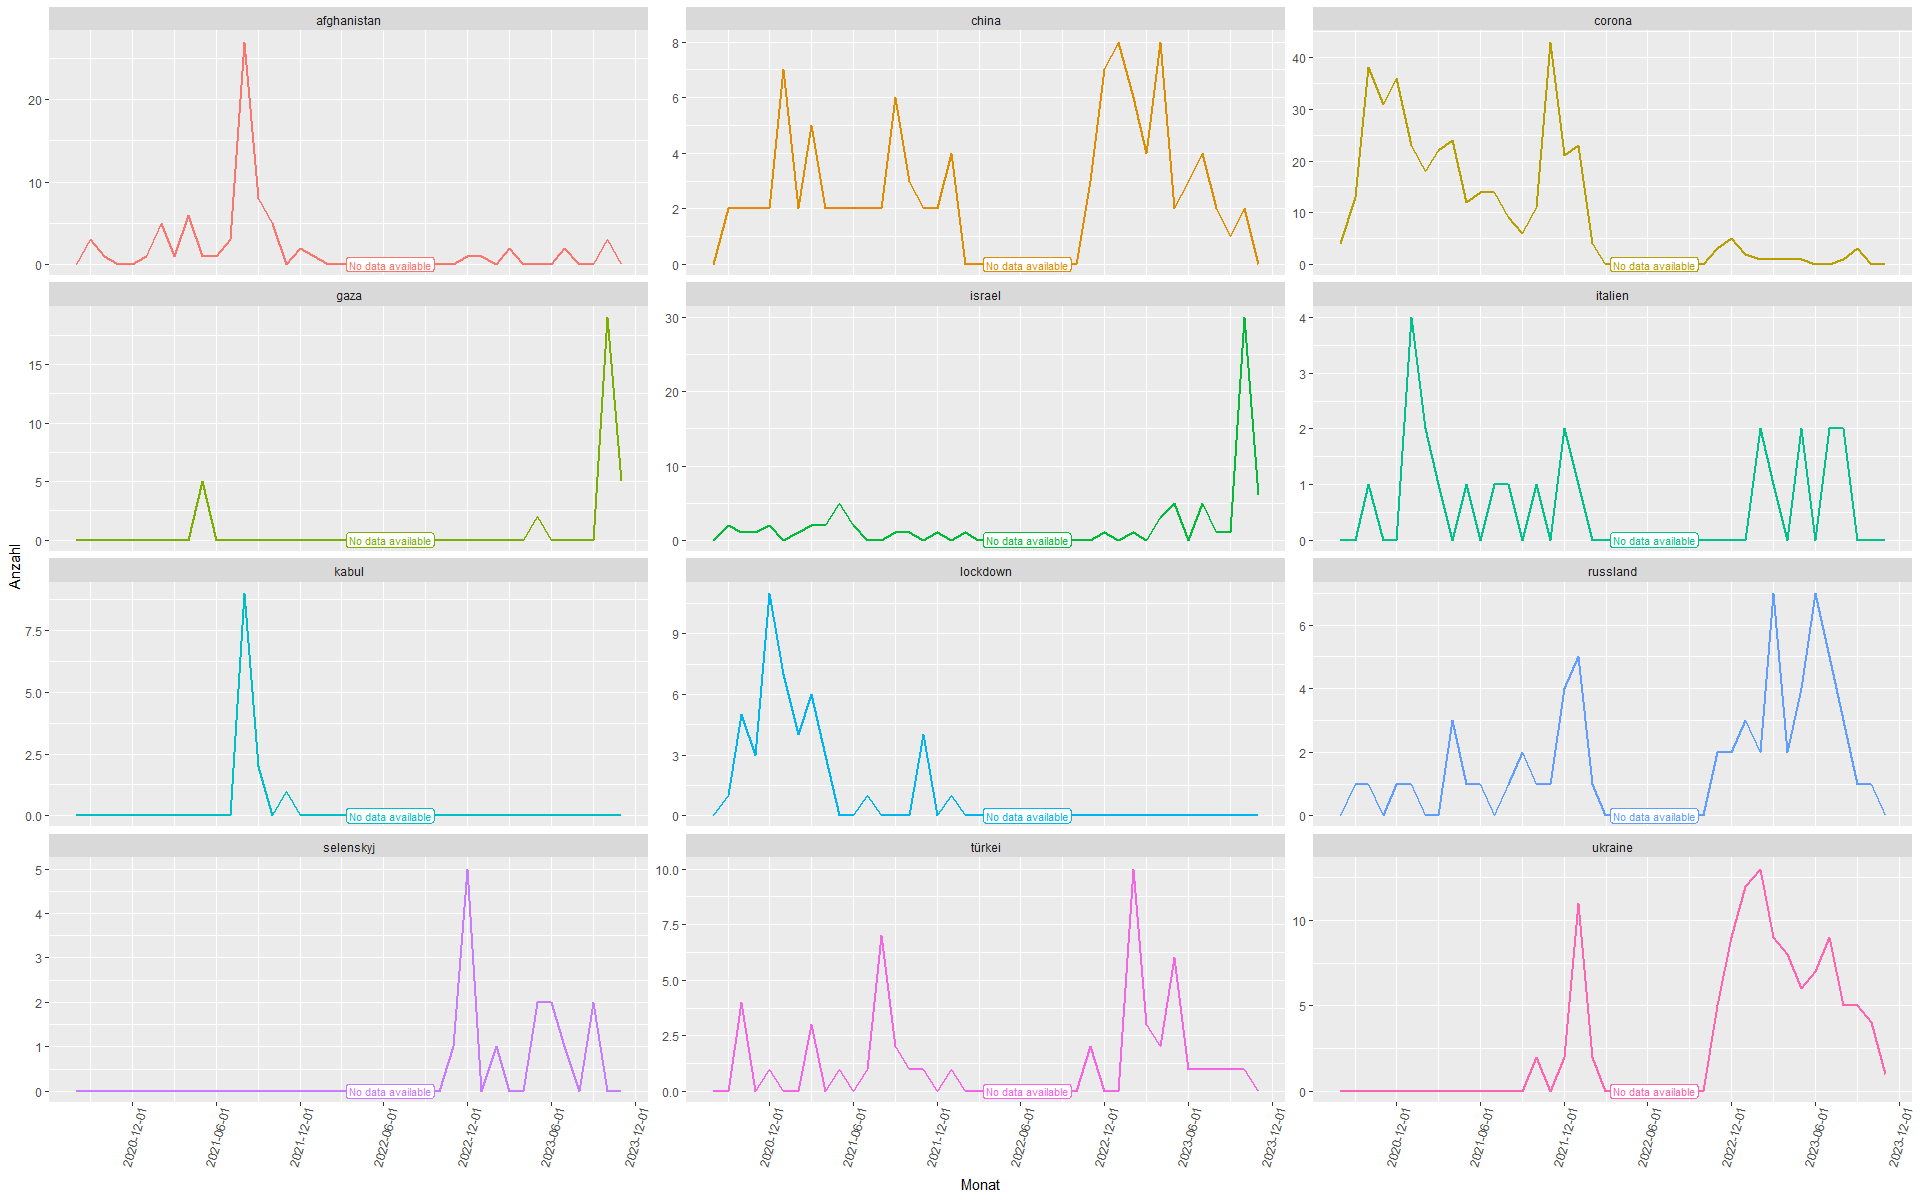 afghanistan
china
corona
20
10
0
8
6
4
2
0
40
30
20
10
0
No data available
No data available
No data available
gaza
israel
italien
15
10
5
0
30
20
10
0
4
3
2
1
0
No data available
No data available
No data available
Anzahl
kabul
lockdown
russland
7.5
5.0
2.5
0.0
9
6
3
0
6
4
2
0
No data available
No data available
No data available
selenskyj
türkei
ukraine
5
4
3
2
1
0
10.0
7.5
5.0
2.5
0.0
10
5
0
No data available
No data available
No data available
2020-12-01
2021-06-01
2021-12-01
2022-06-01
2022-12-01
2023-06-01
2023-12-01
2020-12-01
2021-06-01
2021-12-01
2022-06-01
2022-12-01
2023-06-01
2023-12-01
2020-12-01
2021-06-01
2021-12-01
2022-06-01
2022-12-01
2023-06-01
2023-12-01
Monat